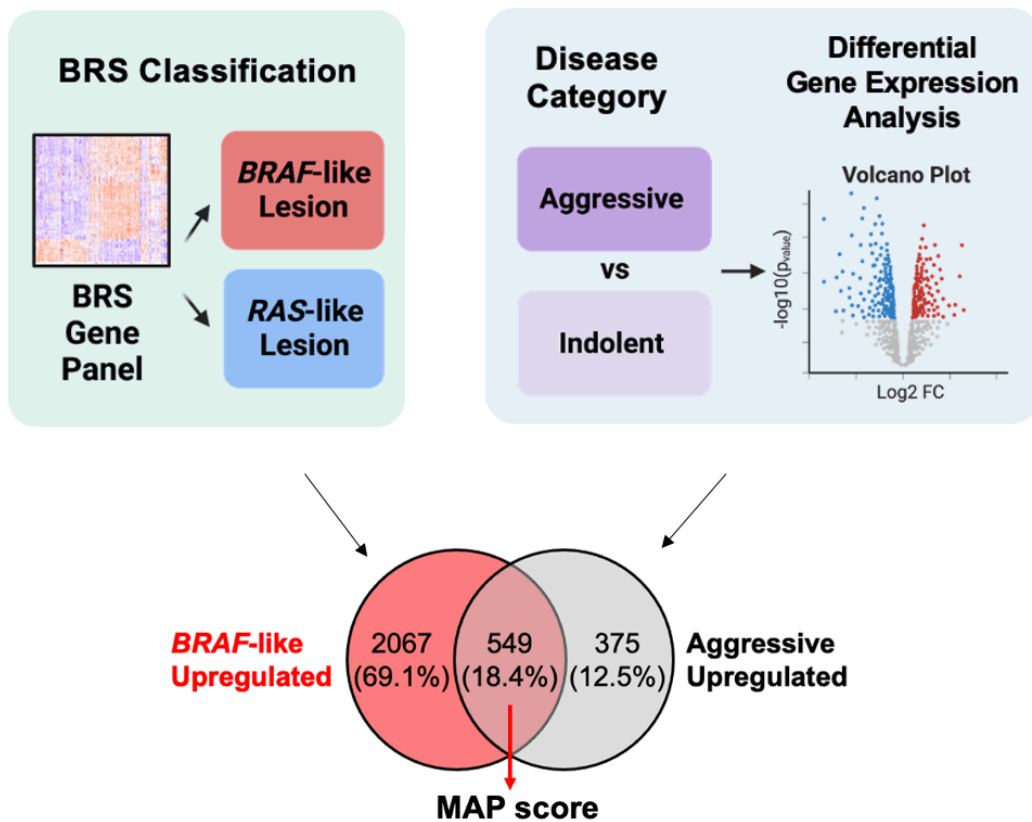 BRS Classification
BRAF-like
Lesion
RAS-like
Lesion
BRS
Gene
Panel
Disease
Category
Aggressive
vs
Indolent
Differential
Gene Expression
Analysis
Volcano Plot
-log10(pvalue)
Log2 FC
BRAF-like
Upregulated
2067
(69.1%)
549
(18.4%)
375
(12.5%)
Aggressive
Upregulated
MAP score